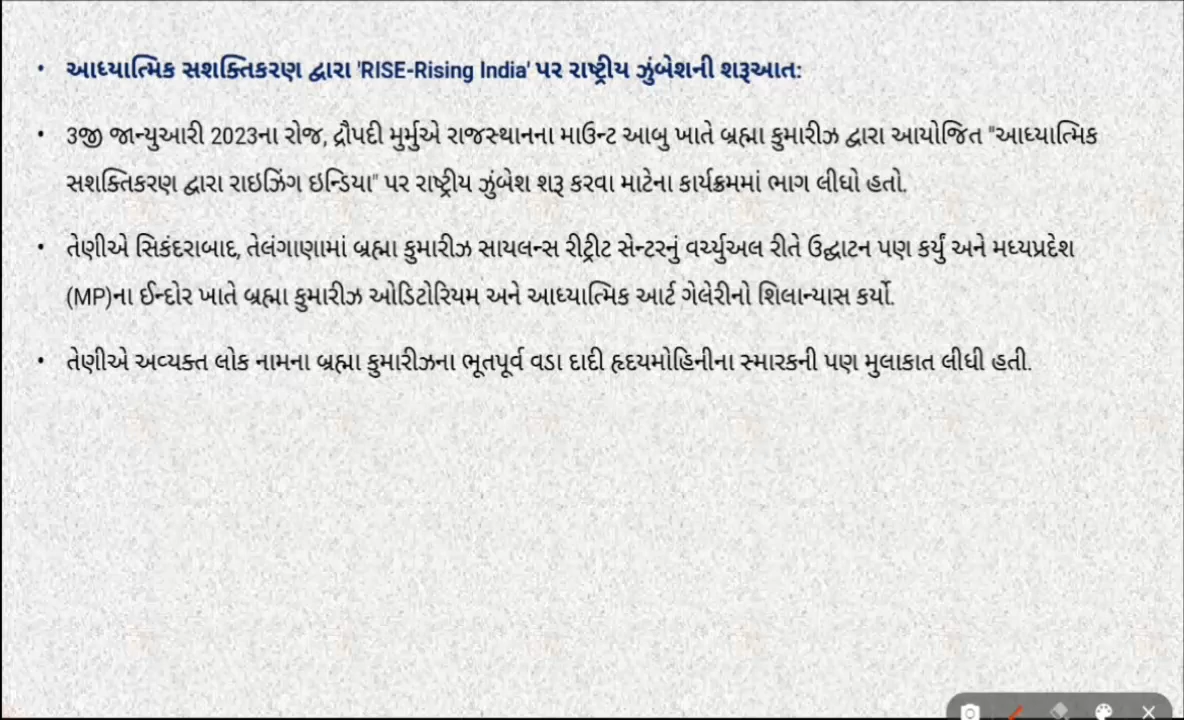 • આધ્યાત્મિક સશક્તિકરણ દ્વારા 'RISE-Rising India' પર રાષ્ટ્રીય ઝુંબેશની શરૂઆત:
• 3જી જાન્યુઆરી 2023ના રોજ, દ્રૌપદી મુર્મુએ રાજસ્થાનના માઉન્ટ આબુ ખાતે બ્રહ્મા કુમારીઝ દ્વારા આયોજિત "આધ્યાત્મિક
સશક્તિકરણ દ્વારા રાઇઝિંગ ઇન્ડિયા" પર રાષ્ટ્રીય ઝુંબેશ શરૂ કરવા માટેના કાર્યક્રમમાં ભાગ લીધો હતો.
• તેણીએ સિકંદરાબાદ, તેલંગાણામાં બ્રહ્મા કુમારીઝ સાયલન્સ રીટ્રીટ સેન્ટરનું વર્ચ્યુઅલ રીતે ઉદ્ઘાટન પણ કર્યું અને મધ્યપ્રદેશ
(MP)ના ઈન્દોર ખાતે બ્રહ્મા કુમારીઝ ઓડિટોરિયમ અને આધ્યાત્મિક આર્ટ ગેલેરીનો શિલાન્યાસ કર્યો.
• તેણીએ અવ્યક્ત લોક નામના બ્રહ્મા કુમારીઝના ભૂતપૂર્વ વડા દાદી હૃદયમોહિનીના સ્મારકની પણ મુલાકાત લીધી હતી.